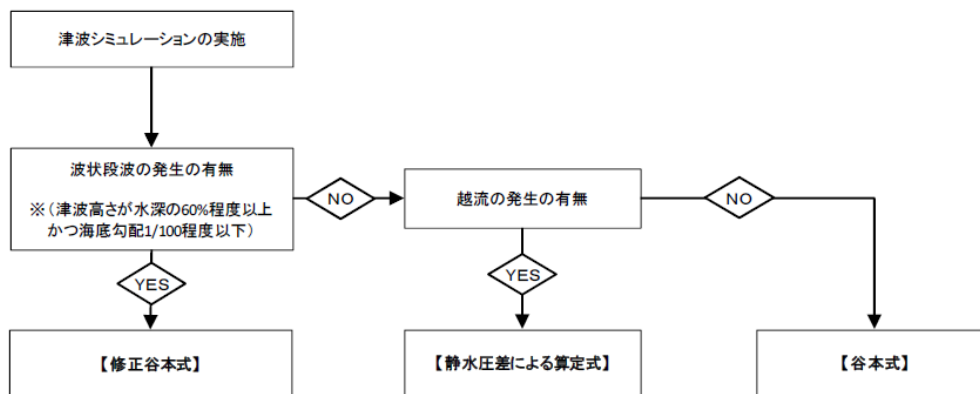 津波シミュレーションの実施
波状段波の発生の有無
※(津波高さが水深の60%程度以上
かつ海底勾配1/100程度以下)
NO
越流の発生の有無
NO
YES
YES
【修正谷本式】
【静水圧差による算定式】
【谷本式】